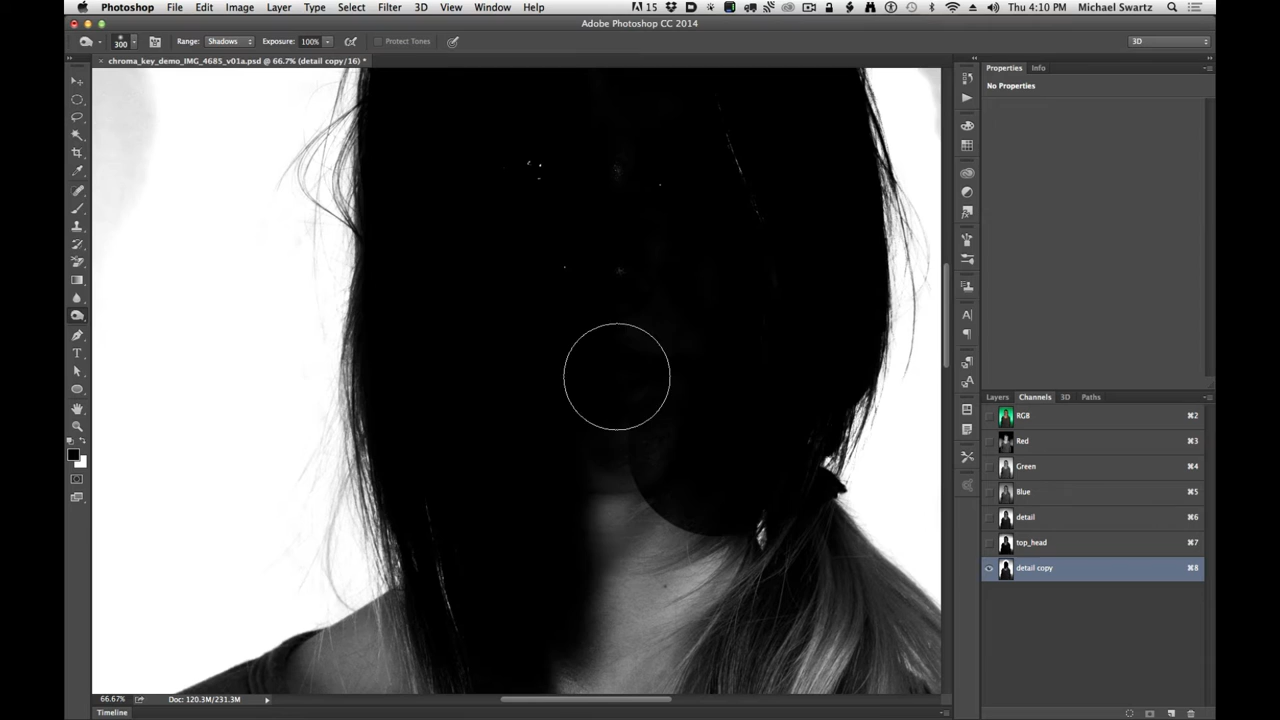 Photoshop File Edit Image Layer Type Select Filter 3D View Window Help 15 Thu 4:10 PM Michael Swartz
Adobe Photoshop CC 2014
300 Range: Shadows Exposure: 100% Protect Tones 3D
× chroma_key_demo_IMG_4685_v01a.psd @ 66.7% (detail copy/16) *
Properties Info
No Properties
Layers Channels 3D Paths
RGB ⌘2
Red ⌘3
Green ⌘4
Blue ⌘5
detail ⌘6
top_head ⌘7
detail copy ⌘8
66.67% Doc: 120.3M/231.3M
Timeline